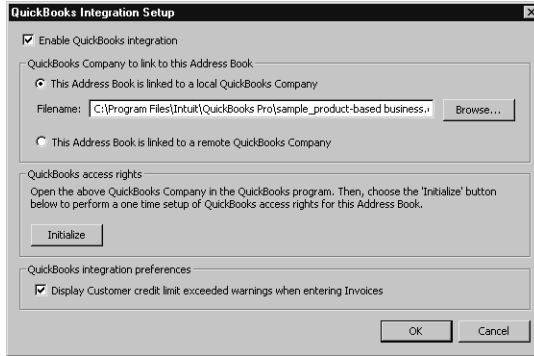 QuickBooks Integration Setup
Enable QuickBooks integration
QuickBooks Company to link to this Address Book
This Address Book is linked to a local QuickBooks Company
Filename: C:\Program Files\Intuit\QuickBooks Pro\sample_product-based business. Browse...
This Address Book is linked to a remote QuickBooks Company
QuickBooks access rights
Open the above QuickBooks Company in the QuickBooks program. Then, choose the 'Initialize' button
below to perform a one time setup of QuickBooks access rights for this Address Book.
Initialize
QuickBooks integration preferences
Display Customer credit limit exceeded warnings when entering Invoices
OK Cancel